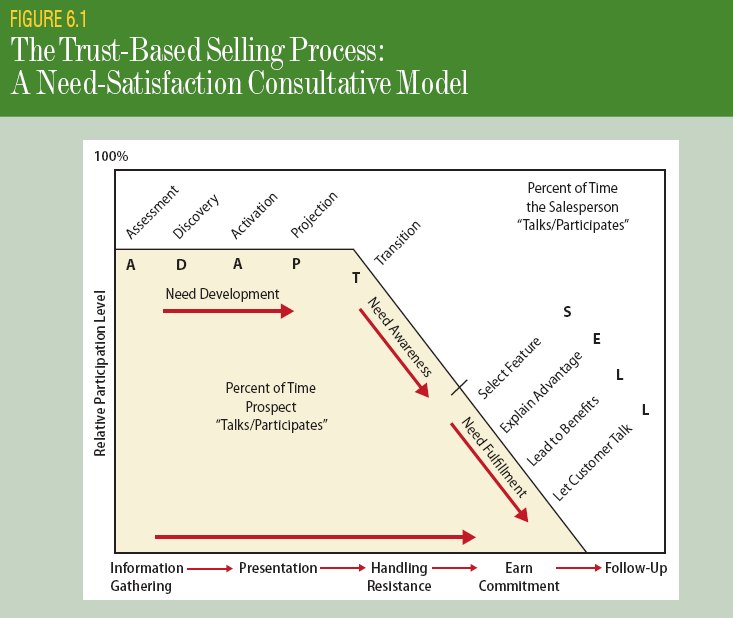 FIGURE 6.1
The Trust-Based Selling Process:
A Need-Satisfaction Consultative Model
100%
Assessment
Discovery
Activation
Projection
Transition
Percent of Time
the Salesperson
“Talks/Participates”
A
D
A
P
T
Need Development
Need Awareness
S
E
L
L
Select Feature
Explain Advantage
Lead to Benefits
Let Customer Talk
Percent of Time
Prospect
“Talks/Participates”
Need Fulfillment
Relative Participation Level
Information
Gathering
Presentation
Handling
Resistance
Earn
Commitment
Follow-Up